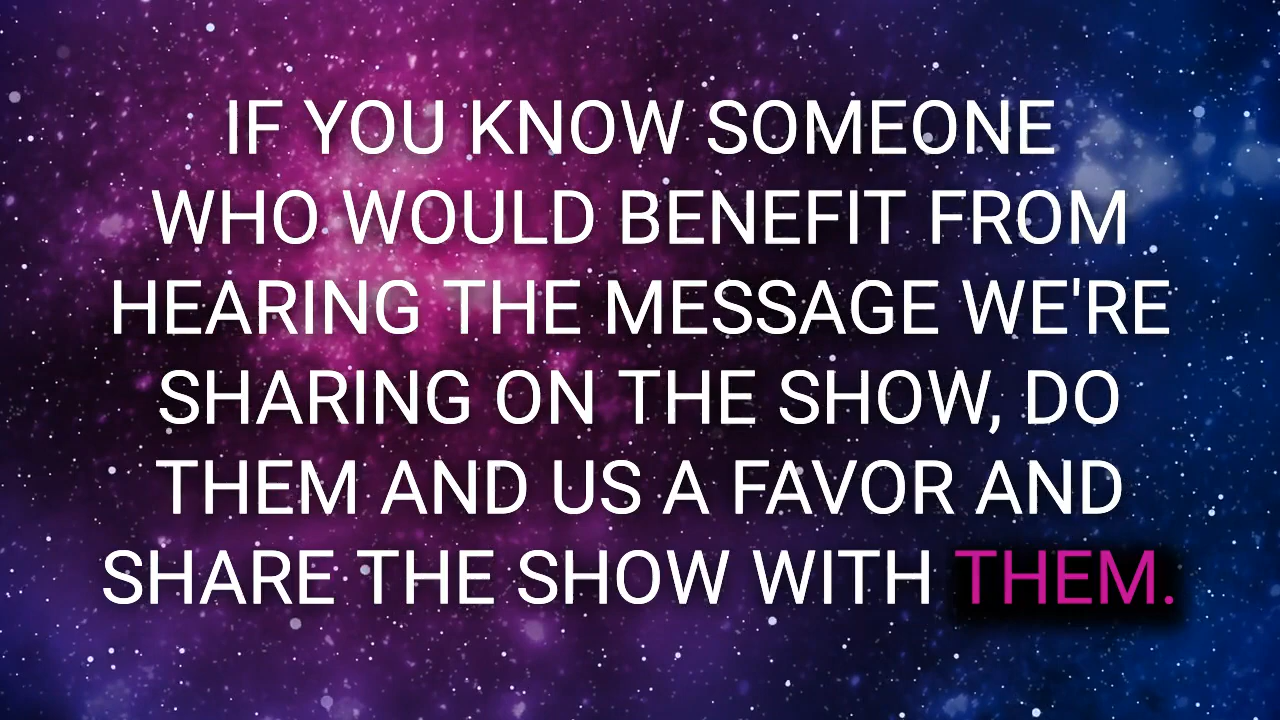 IF YOU KNOW SOMEONE
WHO WOULD BENEFIT FROM
HEARING THE MESSAGE WE'RE
SHARING ON THE SHOW, DO
THEM AND US A FAVOR AND
SHARE THE SHOW WITH THEM.